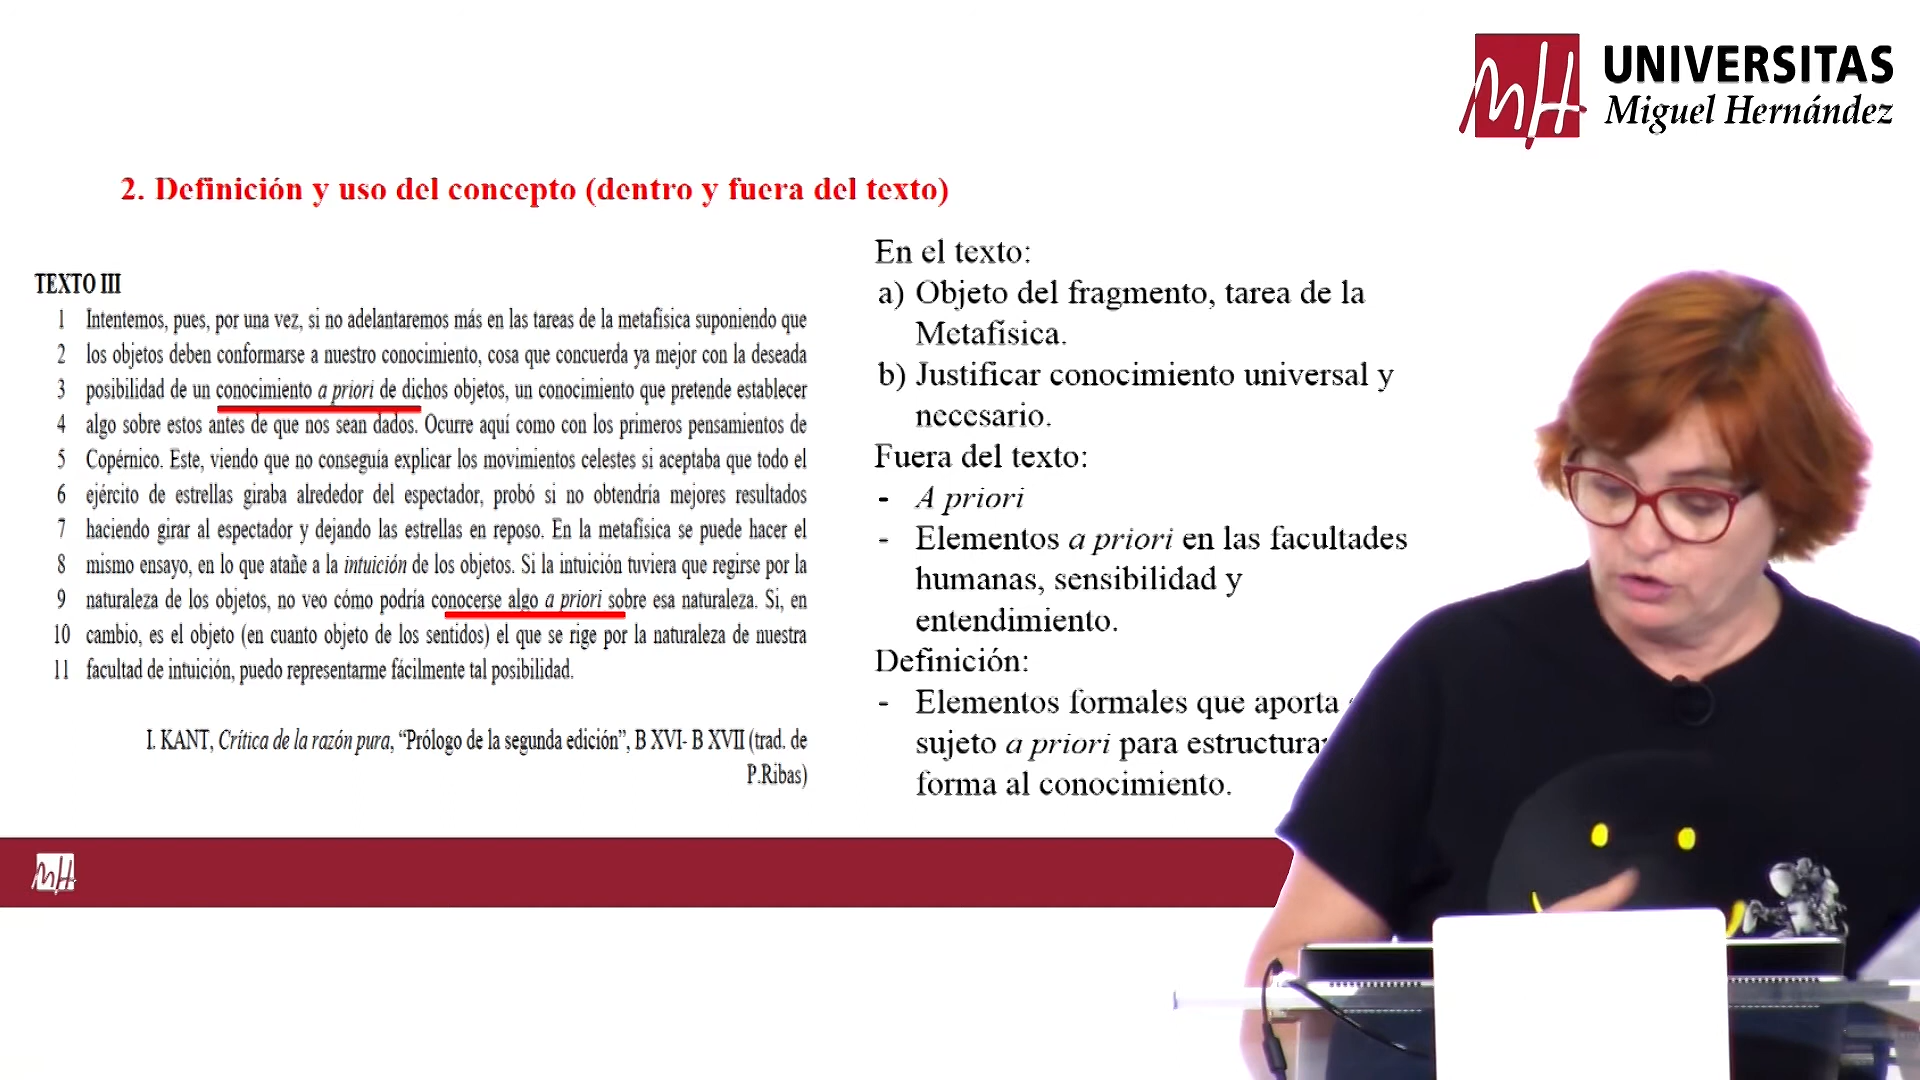 UNIVERSITAS
Miguel Hernández
2. Definición y uso del concepto (dentro y fuera del texto)
TEXTO III
1 Intentemos, pues, por una vez, si no adelantaremos más en las tareas de la metafísica suponiendo que
2 los objetos deben conformarse a nuestro conocimiento, cosa que concuerda ya mejor con la deseada
3 posibilidad de un conocimiento a priori de dichos objetos, un conocimiento que pretende establecer
4 algo sobre estos antes de que nos sean dados. Ocurre aquí como con los primeros pensamientos de
5 Copérnico. Este, viendo que no conseguía explicar los movimientos celestes si aceptaba que todo el
6 ejército de estrellas giraba alrededor del espectador, probó si no obtendría mejores resultados
7 haciendo girar al espectador y dejando las estrellas en reposo. En la metafísica se puede hacer el
8 mismo ensayo, en lo que atañe a la intuición de los objetos. Si la intuición tuviera que regirse por la
9 naturaleza de los objetos, no veo cómo podría conocerse algo a priori sobre esa naturaleza. Si, en
10 cambio, es el objeto (en cuanto objeto de los sentidos) el que se rige por la naturaleza de nuestra
11 facultad de intuición, puedo representarme fácilmente tal posibilidad.
I. KANT, Crítica de la razón pura, “Prólogo de la segunda edición”, B XVI- B XVII (trad. de
P.Ribas)
En el texto:
a) Objeto del fragmento, tarea de la
Metafísica.
b) Justificar conocimiento universal y
necesario.
Fuera del texto:
- A priori
- Elementos a priori en las facultades
humanas, sensibilidad y
entendimiento.
Definición:
- Elementos formales que aporta
sujeto a priori para estructura
forma al conocimiento.